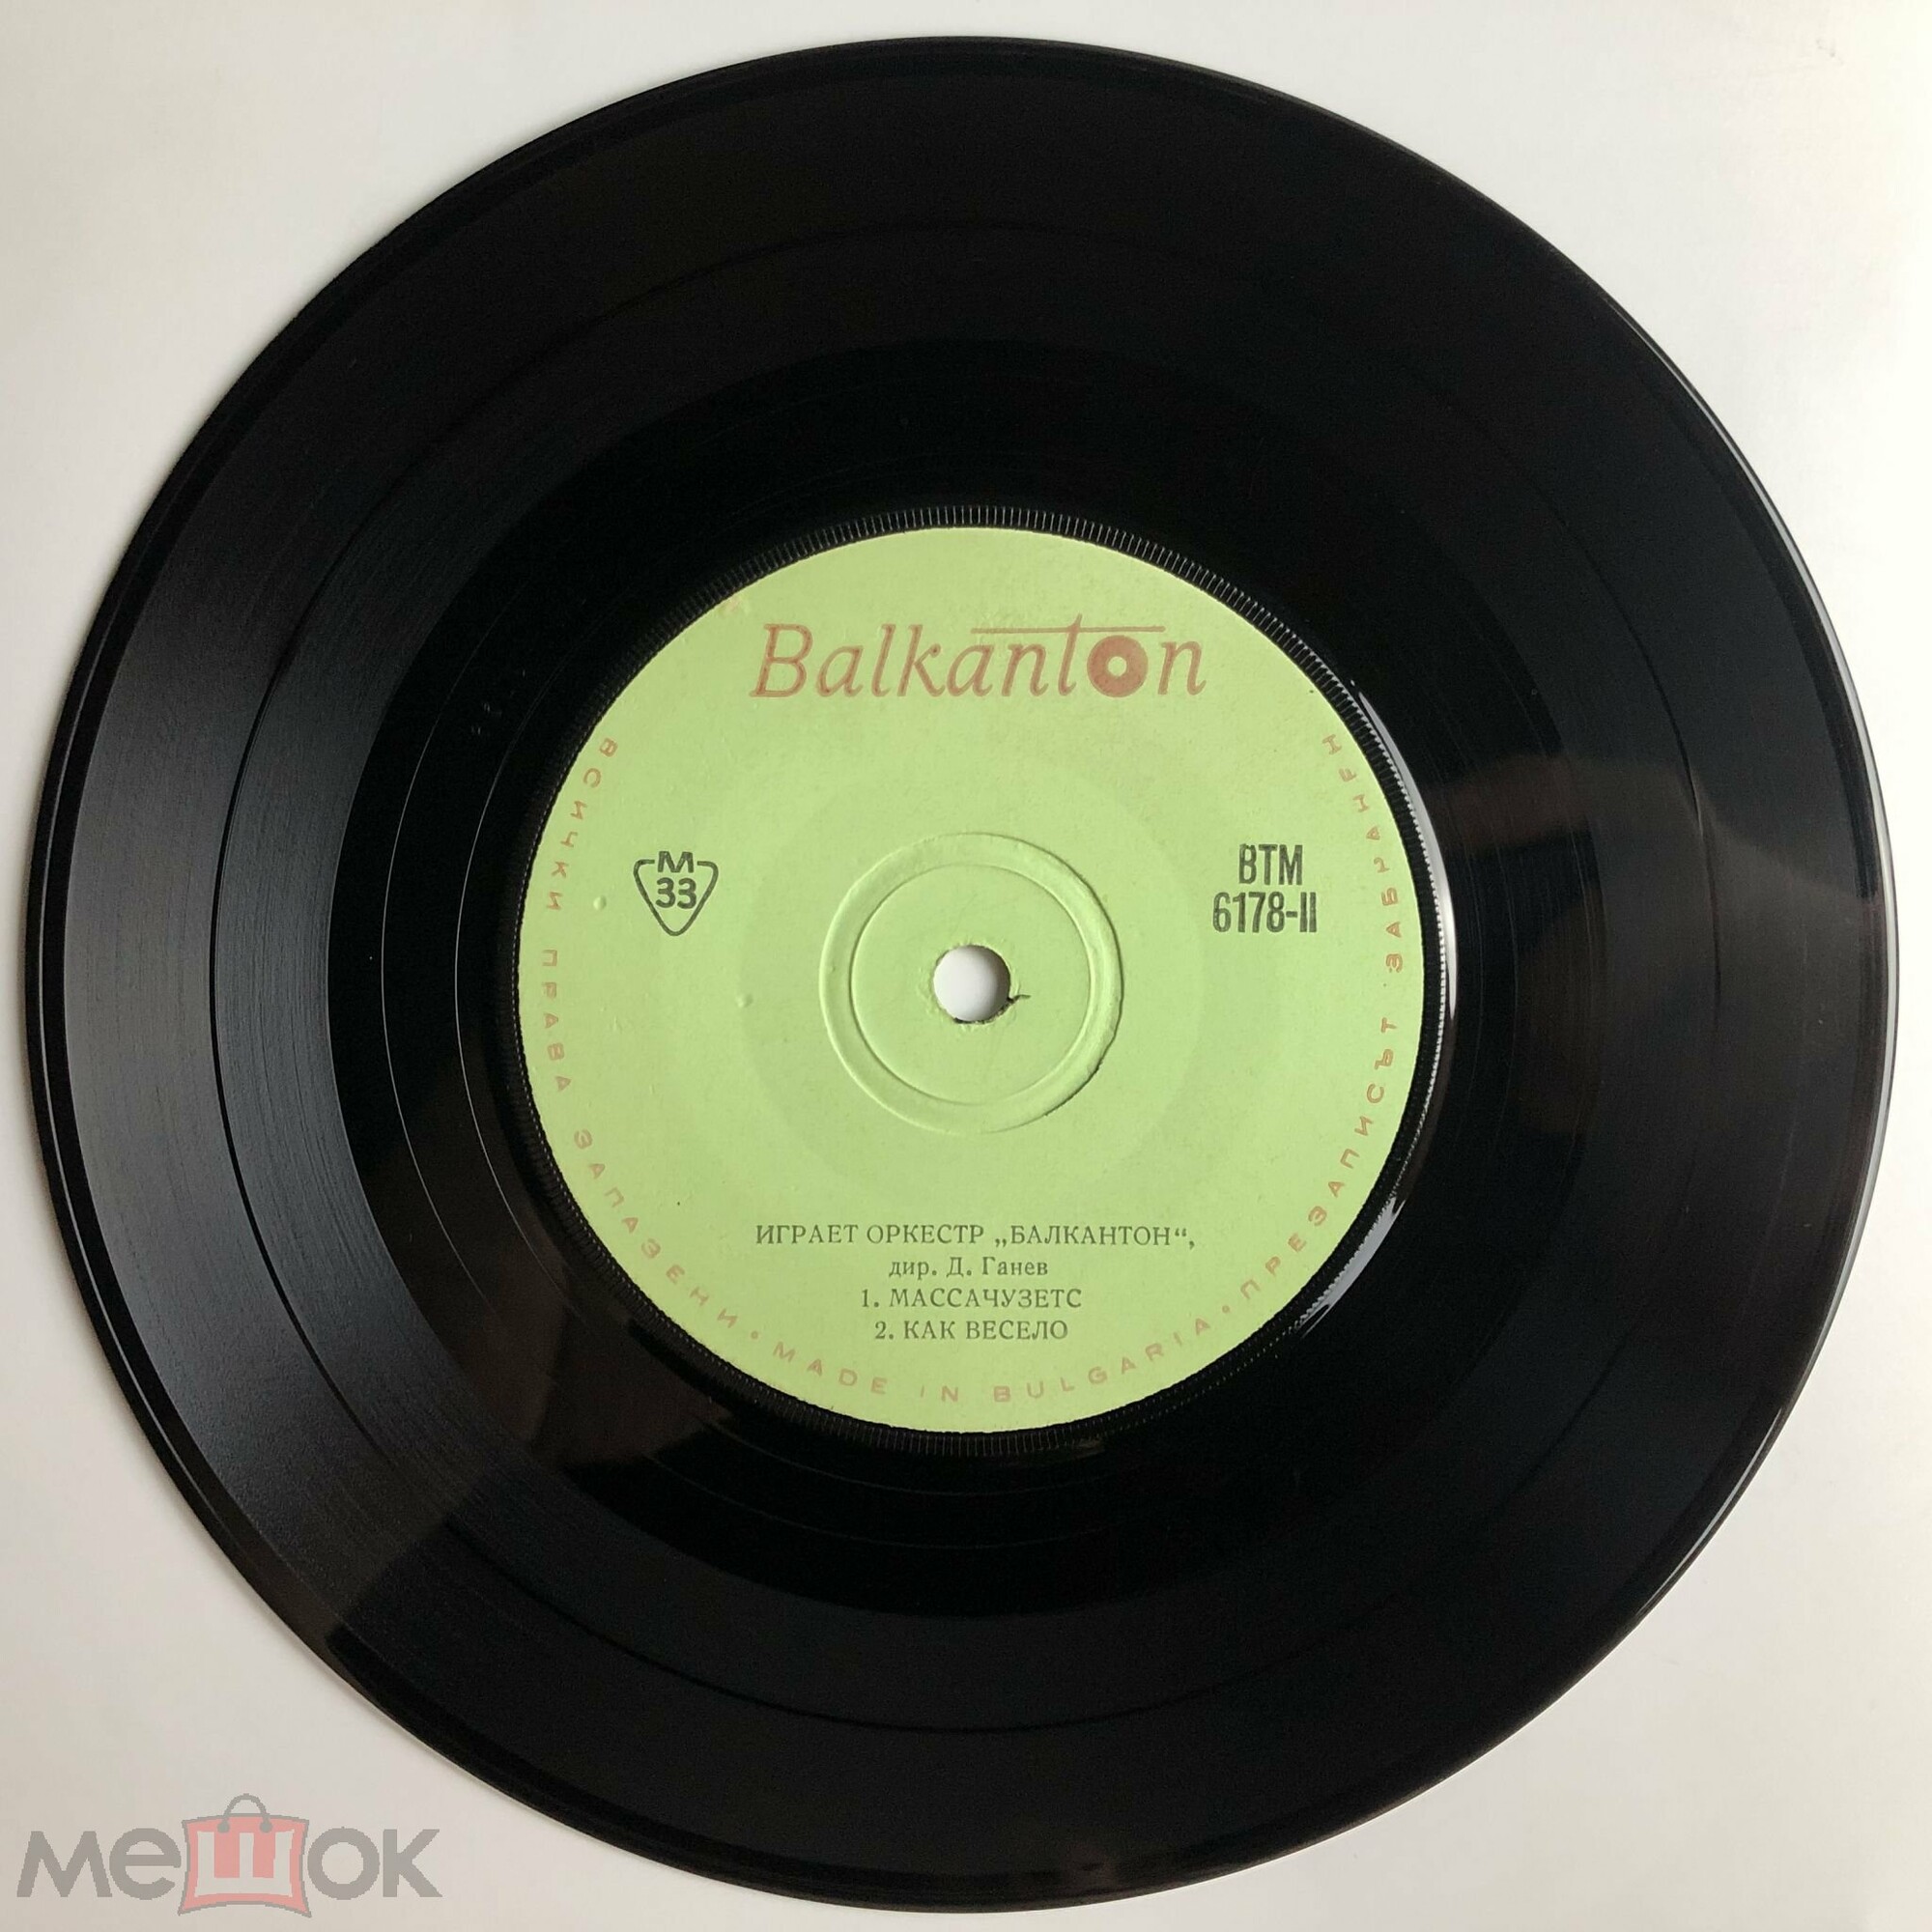 Balkanton
ВСИЧКИ ПРАВА ЗАПАЗЕНИ • MADE IN BULGARIA • ПРЕЗАПИСЪТ ЗАБРАНЕН
М
33
ВТМ
6178-II
ИГРАЕТ ОРКЕСТР „БАЛКАНТОН“,
дир. Д. Ганев
1. МАССАЧУЗЕТС
2. КАК ВЕСЕЛО
мешок